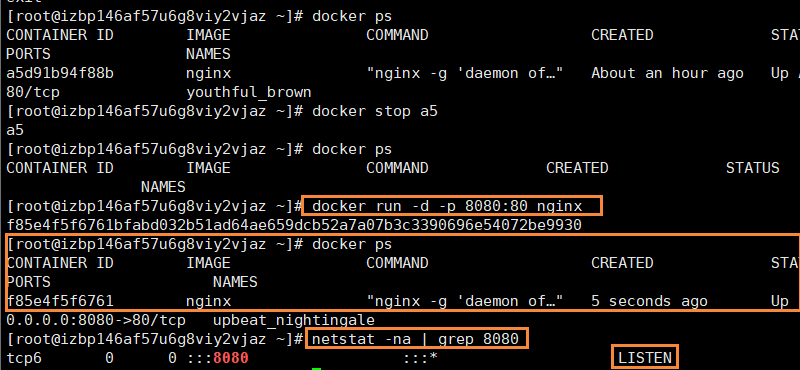 [root@izbp146af57u6g8viy2vjaz ~]# docker ps
CONTAINER ID        IMAGE               COMMAND                  CREATED             STA
PORTS               NAMES
a5d91b94f88b        nginx               "nginx -g 'daemon of…"   About an hour ago   Up
80/tcp              youthful_brown
[root@izbp146af57u6g8viy2vjaz ~]# docker stop a5
a5
[root@izbp146af57u6g8viy2vjaz ~]# docker ps
CONTAINER ID        IMAGE               COMMAND             CREATED             STATUS
               NAMES
[root@izbp146af57u6g8viy2vjaz ~]# docker run -d -p 8080:80 nginx
f85e4f5f6761bfabd032b51ad64ae659dcb52a7a07b3c3390696e54072be9930
[root@izbp146af57u6g8viy2vjaz ~]# docker ps
CONTAINER ID        IMAGE               COMMAND                  CREATED             STA
PORTS                  NAMES
f85e4f5f6761        nginx               "nginx -g 'daemon of…"   5 seconds ago       Up
0.0.0.0:8080->80/tcp   upbeat_nightingale
[root@izbp146af57u6g8viy2vjaz ~]# netstat -na | grep 8080
tcp6       0      0 :::8080                 :::*                    LISTEN